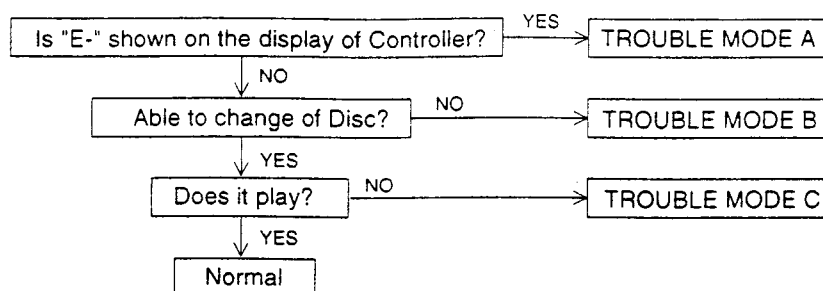 Is "E-" shown on the display of Controller?
YES
TROUBLE MODE A
NO
Able to change of Disc?
NO
TROUBLE MODE B
YES
Does it play?
NO
TROUBLE MODE C
YES
Normal